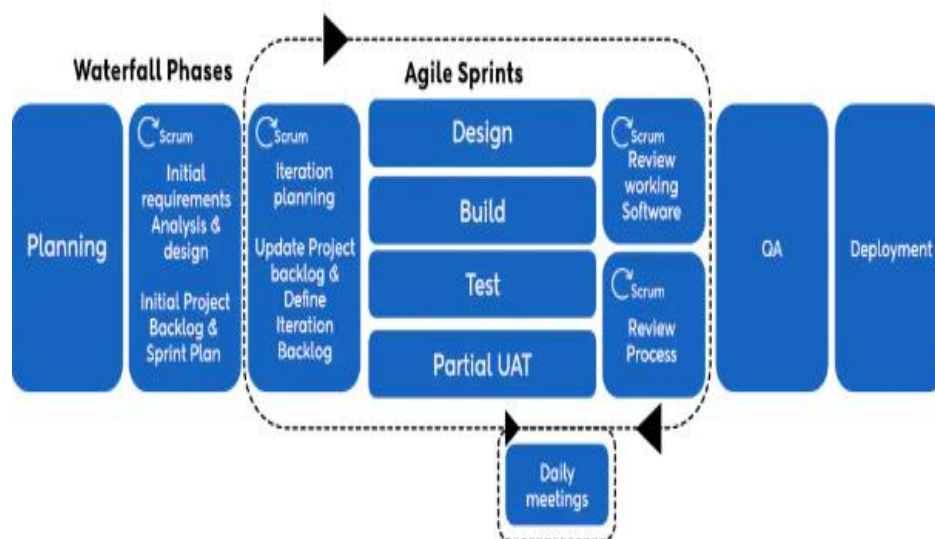 Waterfall Phases
Agile Sprints
Planning
Scrum
Initial
requirements
Analysis &
design
Initial Project
Backlog &
Sprint Plan
Scrum
Iteration
planning
Update Project
backlog &
Define
Iteration
Backlog
Design
Build
Test
Partial UAT
Scrum
Review
working
Software
Scrum
Review
Process
QA
Deployment
Daily
meetings